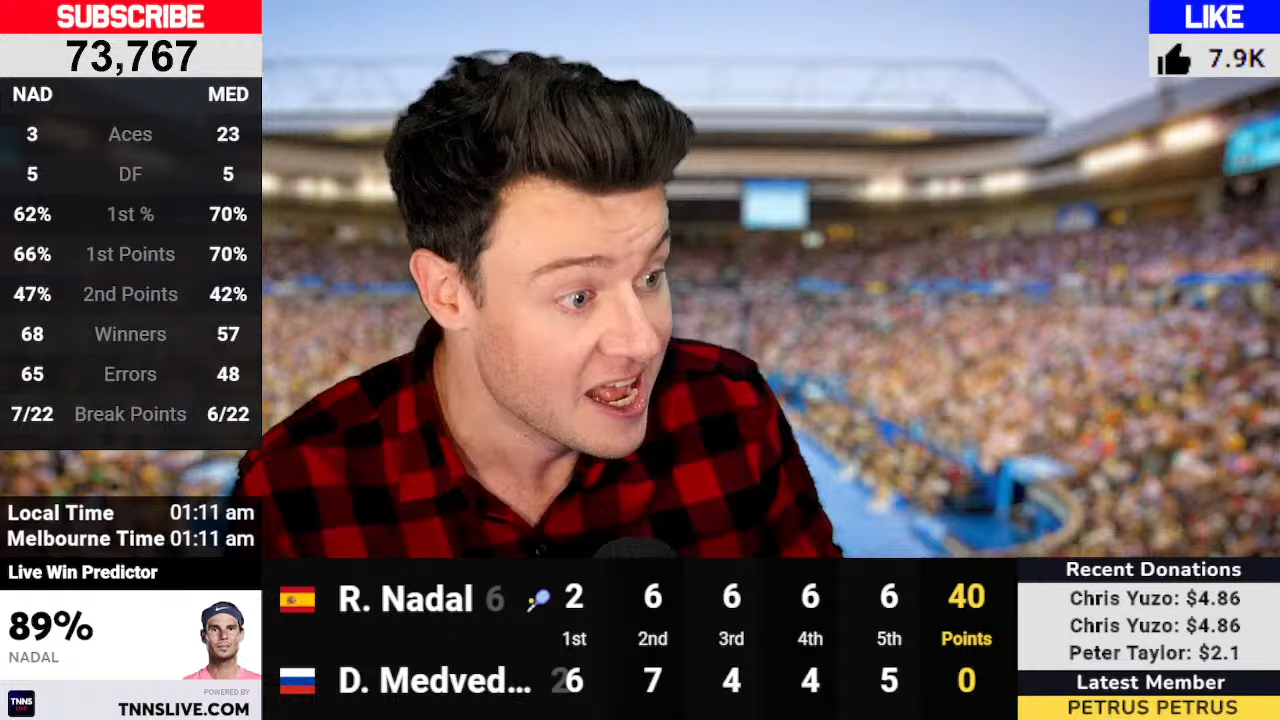 SUBSCRIBE
73,767
NAD MED
3 Aces 23
5 DF 5
62% 1st % 70%
66% 1st Points 70%
47% 2nd Points 42%
68 Winners 57
65 Errors 48
7/22 Break Points 6/22
Local Time 01:11 am
Melbourne Time 01:11 am
Live Win Predictor
89%
NADAL
TNNS
LIVE
POWERED BY
TNNSLIVE.COM
LIKE
7.9K
R. Nadal 6 2 6 6 6 6 40
1st 2nd 3rd 4th 5th Points
D. Medved... 2 6 7 4 4 5 0
Recent Donations
Chris Yuzo: $4.86
Chris Yuzo: $4.86
Peter Taylor: $2.1
Latest Member
PETRUS PETRUS